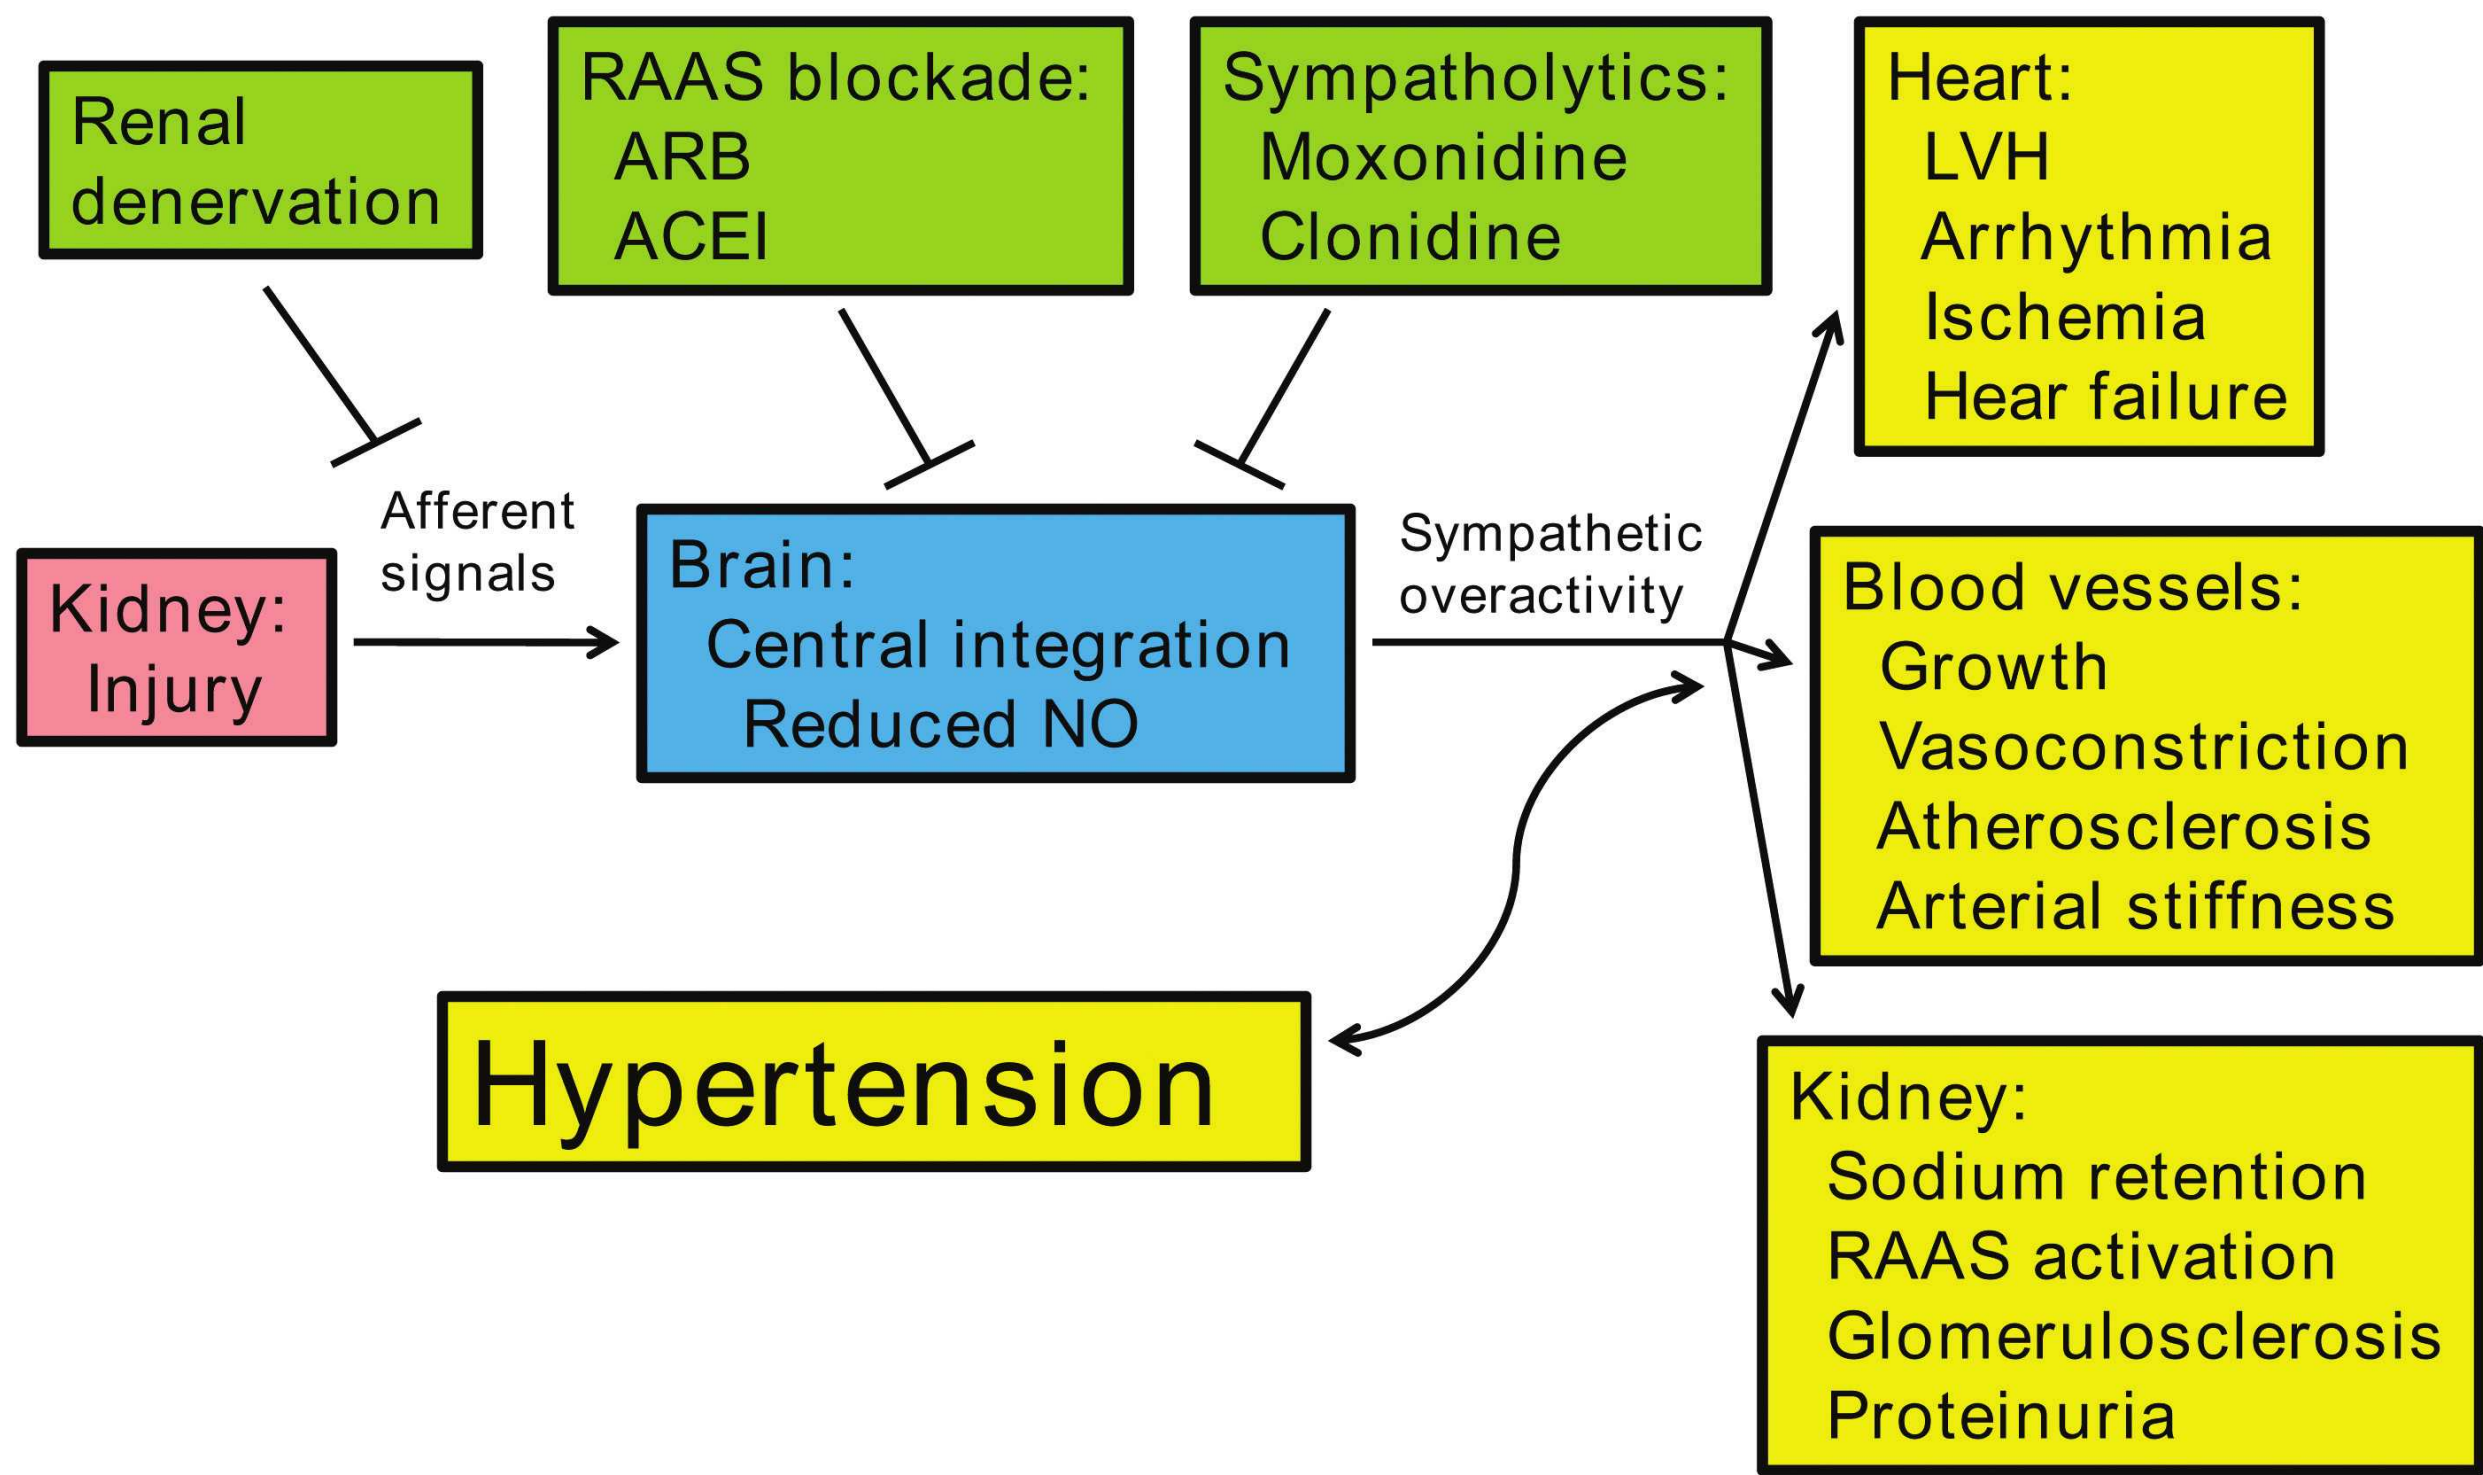 Renal
denervation
RAAS blockade:
ARB
ACEI
Sympatholytics:
Moxonidine
Clonidine
Heart:
LVH
Arrhythmia
Ischemia
Hear failure
Kidney:
Injury
Afferent
signals
Brain:
Central integration
Reduced NO
Sympathetic
overactivity
Blood vessels:
Growth
Vasoconstriction
Atherosclerosis
Arterial stiffness
Hypertension
Kidney:
Sodium retention
RAAS activation
Glomerulosclerosis
Proteinuria